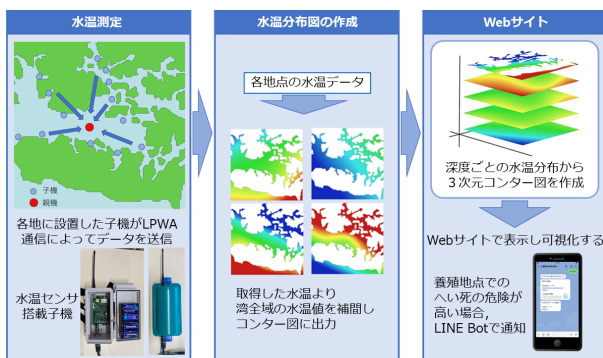 水温測定
子機
親機
各地に設置した子機がLPWA
通信によってデータを送信
水温センサ
搭載子機
水温分布図の作成
各地点の水温データ
取得した水温より
湾全域の水温値を補間し
コンター図に出力
Webサイト
深度ごとの水温分布から
3次元コンター図を作成
Webサイトで表示し可視化する
養殖地点での
へい死の危険が
高い場合,
LINE Botで通知